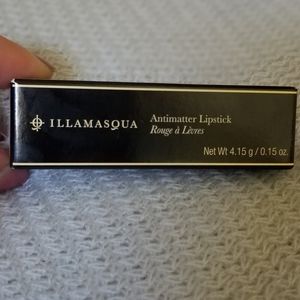 ILLAMASQUA
Antimatter Lipstick
Rouge à Lèvres
Net Wt 4.15 g / 0.15 oz.